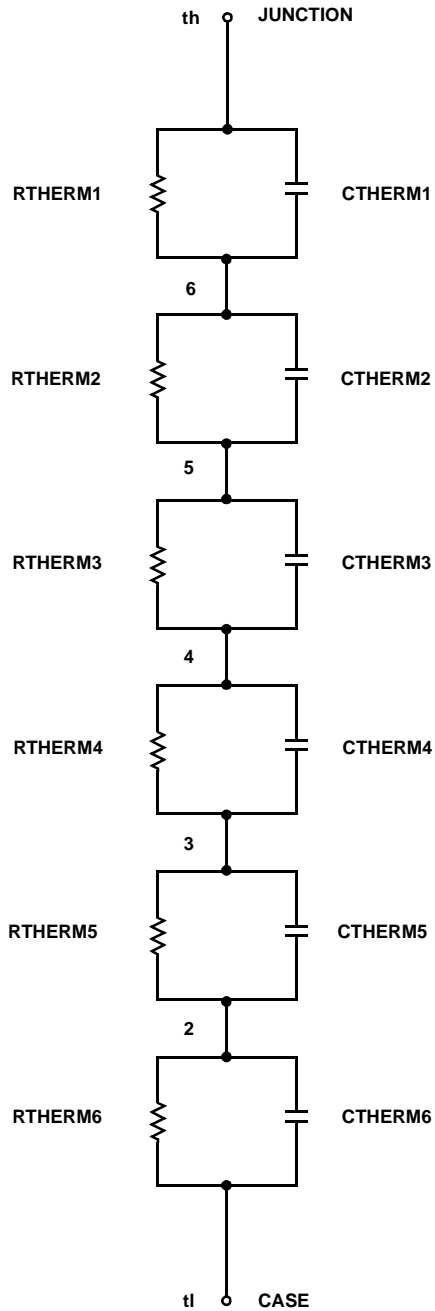 th JUNCTION
RTHERM1 CTHERM1
6
RTHERM2 CTHERM2
5
RTHERM3 CTHERM3
4
RTHERM4 CTHERM4
3
RTHERM5 CTHERM5
2
RTHERM6 CTHERM6
tl CASE